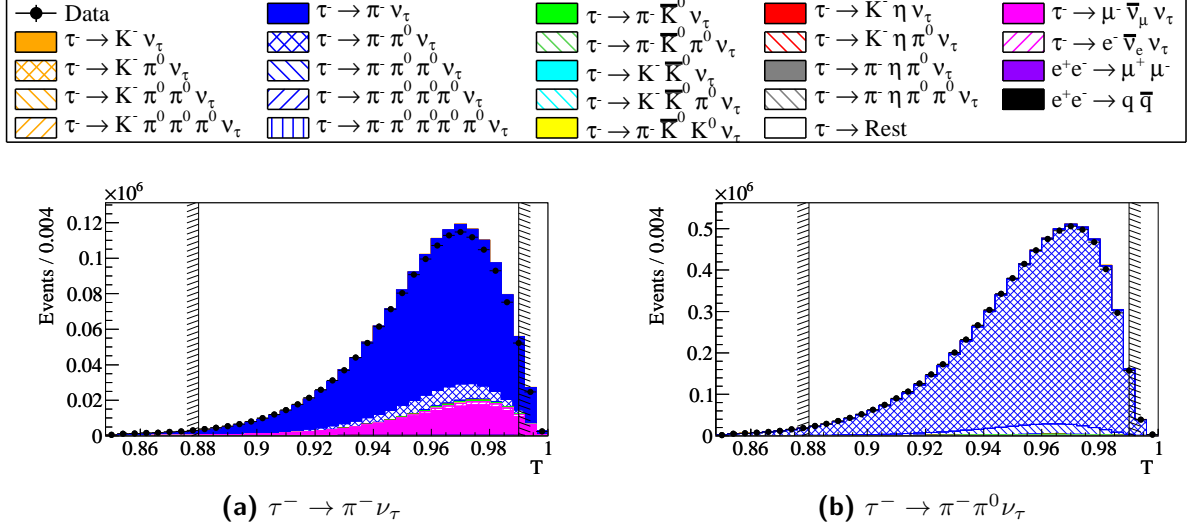 Data
τ⁻ → π⁻ ν_τ
τ⁻ → π⁻ K̅⁰ ν_τ
τ⁻ → K⁻ η ν_τ
τ⁻ → μ⁻ ν̅_μ ν_τ
τ⁻ → K⁻ ν_τ
τ⁻ → π⁻ π⁰ ν_τ
τ⁻ → π⁻ K̅⁰ π⁰ ν_τ
τ⁻ → K⁻ η π⁰ ν_τ
τ⁻ → e⁻ ν̅_e ν_τ
τ⁻ → K⁻ π⁰ ν_τ
τ⁻ → π⁻ π⁰ π⁰ ν_τ
τ⁻ → K⁻ K̅⁰ ν_τ
τ⁻ → π⁻ η π⁰ ν_τ
e⁺e⁻ → μ⁺ μ⁻
τ⁻ → K⁻ π⁰ π⁰ ν_τ
τ⁻ → π⁻ π⁰ π⁰ π⁰ ν_τ
τ⁻ → K⁻ K̅⁰ π⁰ ν_τ
τ⁻ → π⁻ η π⁰ π⁰ ν_τ
e⁺e⁻ → q q̅
τ⁻ → K⁻ π⁰ π⁰ π⁰ ν_τ
τ⁻ → π⁻ π⁰ π⁰ π⁰ π⁰ ν_τ
τ⁻ → π⁻ K̅⁰ K⁰ ν_τ
τ⁻ → Rest
×10⁶
Events / 0.004
0.12
0.1
0.08
0.06
0.04
0.02
0
0.86 0.88 0.9 0.92 0.94 0.96 0.98 1
T
(a) τ⁻ → π⁻ν_τ
×10⁶
Events / 0.004
0.5
0.4
0.3
0.2
0.1
0
0.86 0.88 0.9 0.92 0.94 0.96 0.98 1
T
(b) τ⁻ → π⁻π⁰ν_τ